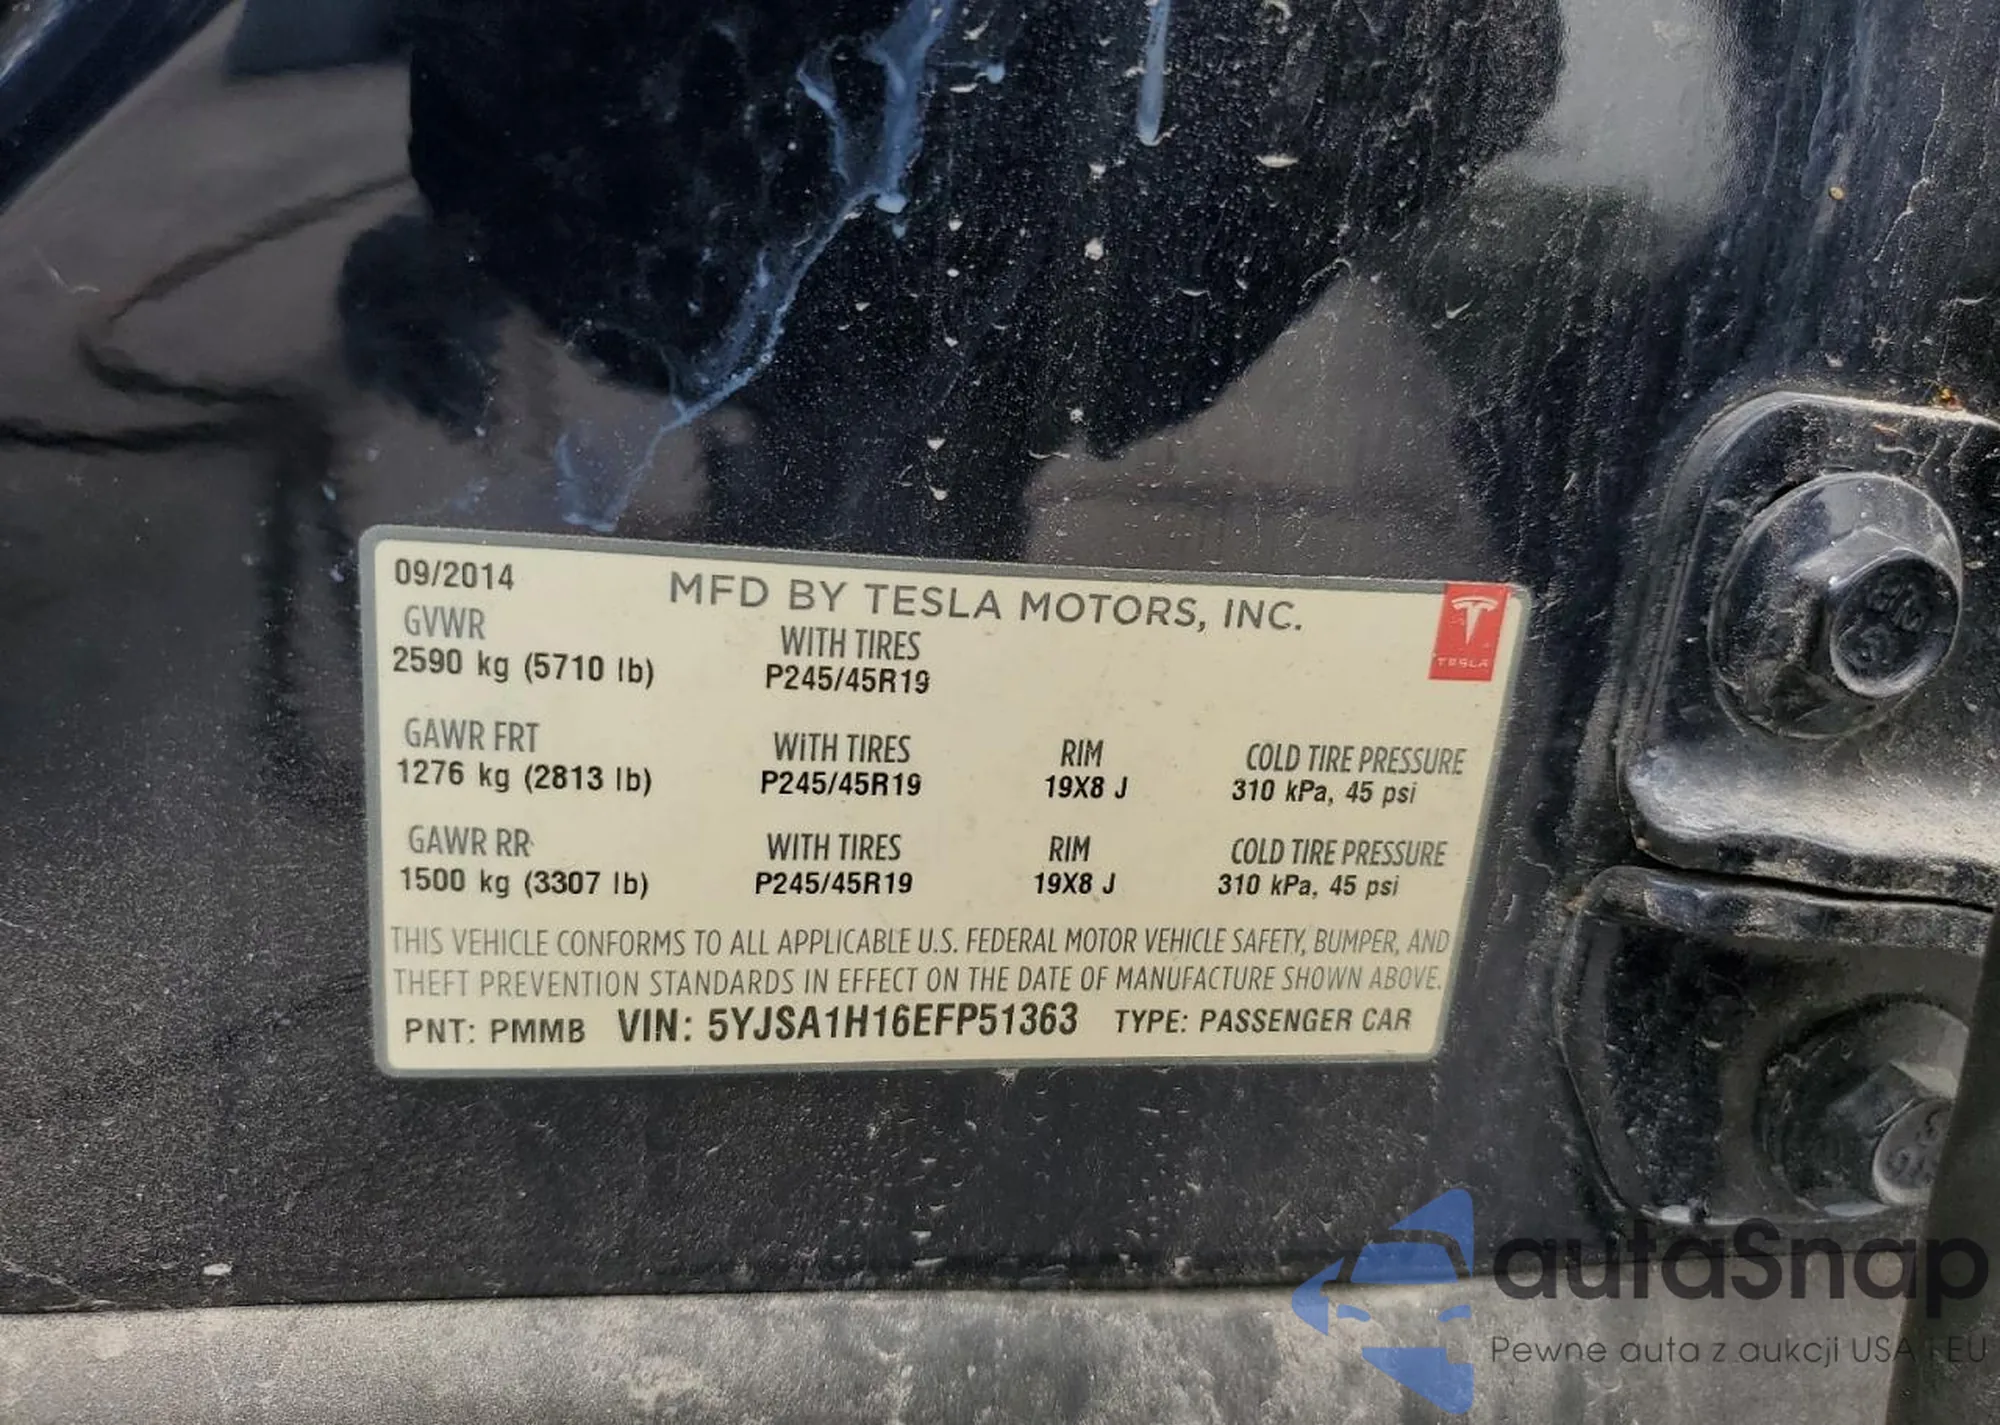 09/2014
MFD BY TESLA MOTORS, INC.
TESLA
GVWR WITH TIRES
2590 kg (5710 lb) P245/45R19
GAWR FRT WITH TIRES RIM COLD TIRE PRESSURE
1276 kg (2813 lb) P245/45R19 19X8 J 310 kPa, 45 psi
GAWR RR WITH TIRES RIM COLD TIRE PRESSURE
1500 kg (3307 lb) P245/45R19 19X8 J 310 kPa, 45 psi
THIS VEHICLE CONFORMS TO ALL APPLICABLE U.S. FEDERAL MOTOR VEHICLE SAFETY, BUMPER, AND
THEFT PREVENTION STANDARDS IN EFFECT ON THE DATE OF MANUFACTURE SHOWN ABOVE.
PNT: PMMB VIN: 5YJSA1H16EFP51363 TYPE: PASSENGER CAR
autaSnap
Pewne auta z aukcji USA i EU